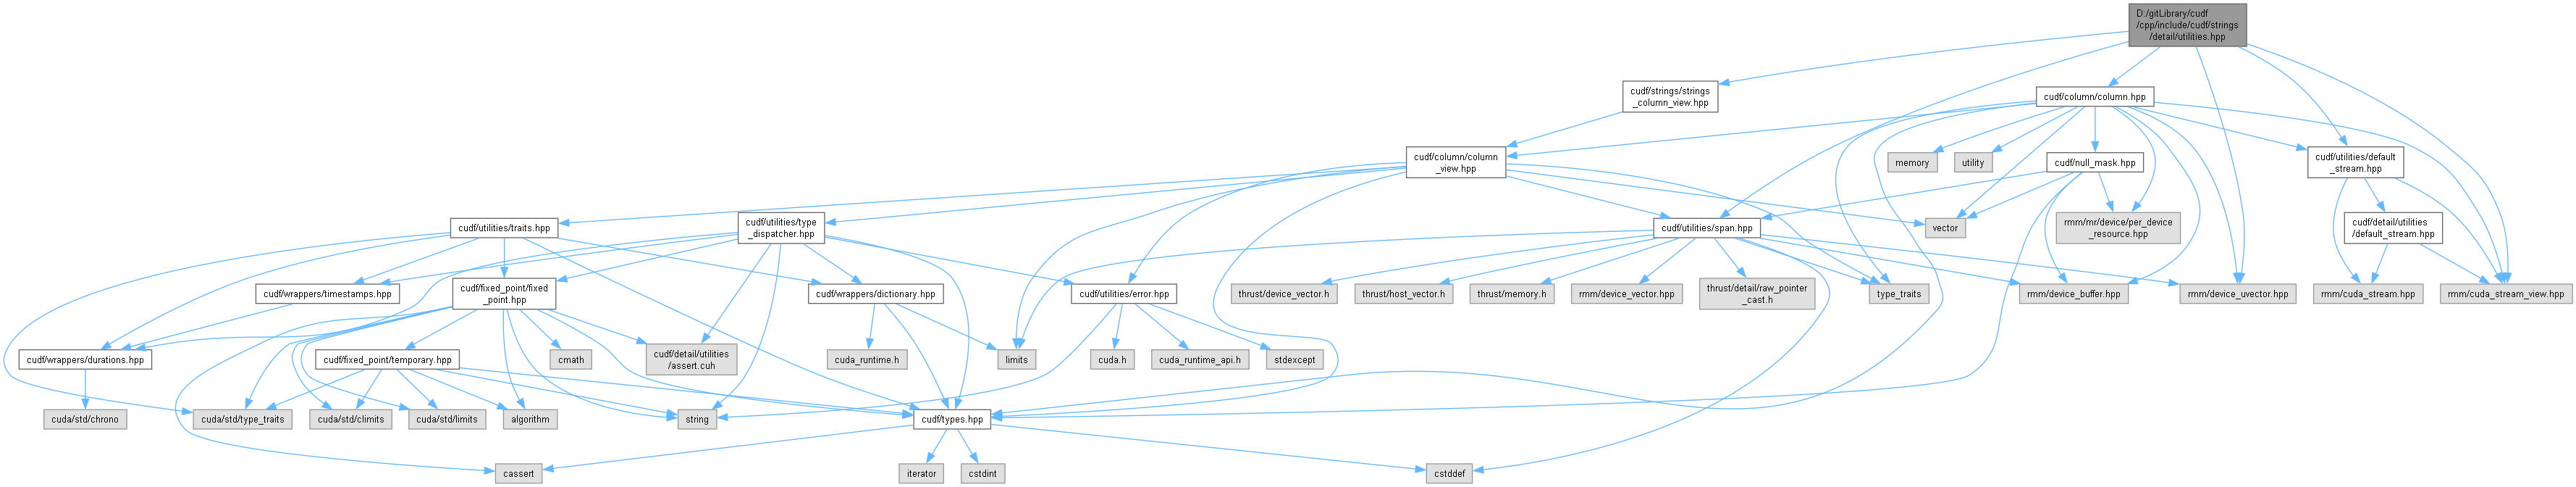 D:/gitLibrary/cudf
/cpp/include/cudf/strings
/detail/utilities.hpp
cudf/strings/strings
_column_view.hpp
cudf/column/column.hpp
cudf/column/column
_view.hpp
memory
utility
cudf/null_mask.hpp
cudf/utilities/default
_stream.hpp
cudf/utilities/traits.hpp
cudf/utilities/type
_dispatcher.hpp
cudf/utilities/span.hpp
vector
rmm/mr/device/per_device
_resource.hpp
cudf/detail/utilities
/default_stream.hpp
cudf/wrappers/timestamps.hpp
cudf/fixed_point/fixed
_point.hpp
cudf/wrappers/dictionary.hpp
cudf/utilities/error.hpp
thrust/device_vector.h
thrust/host_vector.h
thrust/memory.h
rmm/device_vector.hpp
thrust/detail/raw_pointer
_cast.h
type_traits
rmm/device_buffer.hpp
rmm/device_uvector.hpp
rmm/cuda_stream.hpp
rmm/cuda_stream_view.hpp
cudf/wrappers/durations.hpp
cudf/fixed_point/temporary.hpp
cmath
cudf/detail/utilities
/assert.cuh
cuda_runtime.h
limits
cuda.h
cuda_runtime_api.h
stdexcept
cuda/std/chrono
cuda/std/type_traits
cuda/std/climits
cuda/std/limits
algorithm
string
cudf/types.hpp
cassert
iterator
cstdint
cstddef